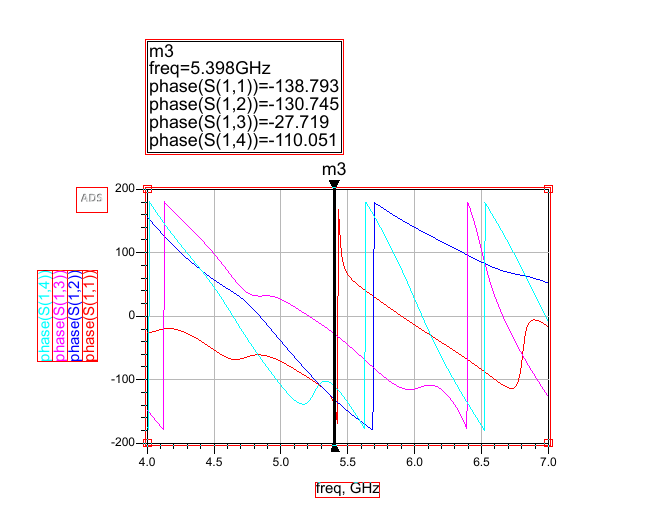 m3
freq=5.398GHz
phase(S(1,1))=-138.793
phase(S(1,2))=-130.745
phase(S(1,3))=-27.719
phase(S(1,4))=-110.051
m3
ADS
200
100
0
-100
-200
phase(S(1,4))
phase(S(1,3))
phase(S(1,2))
phase(S(1,1))
4.0 4.5 5.0 5.5 6.0 6.5 7.0
freq, GHz